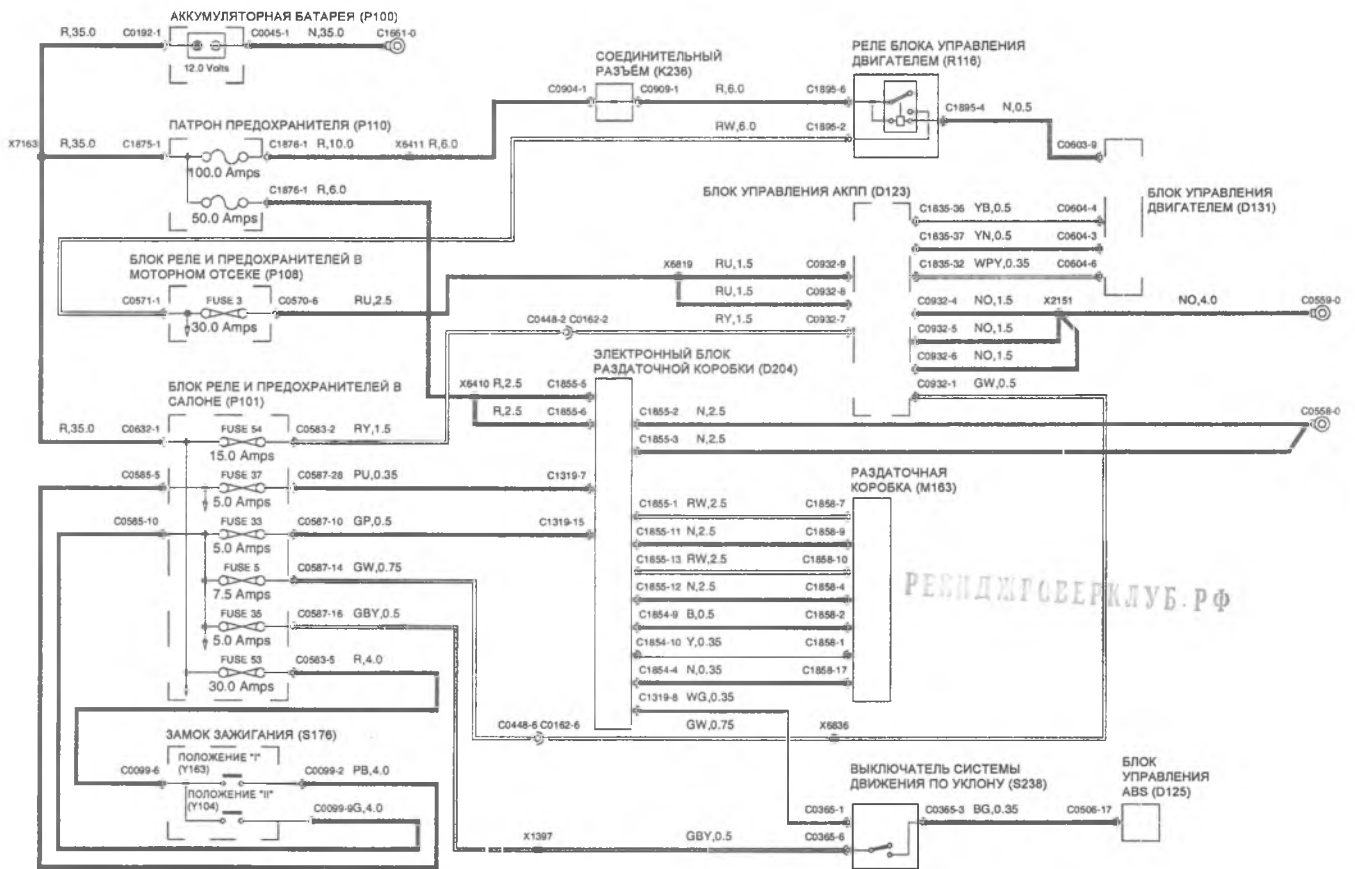 АККУМУЛЯТОРНАЯ БАТАРЕЯ (P100)
R,35.0 C0192-1 C0045-1 N,35.0 C1661-0
12.0 Volts
СОЕДИНИТЕЛЬНЫЙ
РАЗЪЁМ (K236)
C0904-1 C0909-1 R,6.0 C1895-6
РЕЛЕ БЛОКА УПРАВЛЕНИЯ
ДВИГАТЕЛЕМ (R116)
C1895-4 N,0.5
RW,6.0 C1895-2
C0603-9
ПАТРОН ПРЕДОХРАНИТЕЛЯ (P110)
X7163 R,35.0 C1875-1 C1876-1 R,10.0 X6411 R,6.0
100.0 Amps
C1876-1 R,6.0
50.0 Amps
БЛОК УПРАВЛЕНИЯ АКПП (D123)
БЛОК УПРАВЛЕНИЯ
ДВИГАТЕЛЕМ (D131)
C1835-36 YB,0.5 C0604-4
C1835-37 YN,0.5 C0604-3
C1835-32 WPY,0.35 C0604-6
БЛОК РЕЛЕ И ПРЕДОХРАНИТЕЛЕЙ В
МОТОРНОМ ОТСЕКЕ (P108)
C0571-1 FUSE 3 C0570-6 RU,2.5
30.0 Amps
X6819 RU,1.5 C0932-9
RU,1.5 C0932-8
C0448-2 C0162-2 RY,1.5 C0932-7
C0932-4 NO,1.5 X2151 NO,4.0 C0559-0
C0932-5 NO,1.5
C0932-6 NO,1.5
C0932-1 GW,0.5
ЭЛЕКТРОННЫЙ БЛОК
РАЗДАТОЧНОЙ КОРОБКИ (D204)
X6410 R,2.5 C1855-5
R,2.5 C1855-6
C1855-2 N,2.5 C0558-0
C1855-3 N,2.5
БЛОК РЕЛЕ И ПРЕДОХРАНИТЕЛЕЙ В
САЛОНЕ (P101)
R,35.0 C0632-1 FUSE 54 C0583-2 RY,1.5
15.0 Amps
C0585-5 FUSE 37 C0587-28 PU,0.35 C1319-7
5.0 Amps
C0585-10 FUSE 33 C0587-10 GP,0.5 C1319-15
5.0 Amps
FUSE 5 C0587-14 GW,0.75
7.5 Amps
FUSE 35 C0587-16 GBY,0.5
5.0 Amps
FUSE 53 C0583-5 R,4.0
30.0 Amps
РАЗДАТОЧНАЯ
КОРОБКА (M163)
C1855-1 RW,2.5 C1858-7
C1855-11 N,2.5 C1858-9
C1855-13 RW,2.5 C1858-10
C1855-12 N,2.5 C1858-4
C1854-9 B,0.5 C1858-2
C1854-10 Y,0.35 C1858-1
C1854-4 N,0.35 C1858-17
C1319-8 WG,0.35
C0448-6 C0162-6 GW,0.75 X6836
РЕЕНДЖРОВЕРКЛУБ.РФ
ЗАМОК ЗАЖИГАНИЯ (S176)
ПОЛОЖЕНИЕ "I"
(Y163)
C0099-6 C0099-2 PB,4.0
ПОЛОЖЕНИЕ "II"
(Y104)
C0099-9G,4.0
ВЫКЛЮЧАТЕЛЬ СИСТЕМЫ
ДВИЖЕНИЯ ПО УКЛОНУ (S238)
БЛОК
УПРАВЛЕНИЯ
ABS (D125)
C0365-1 C0365-3 BG,0.35 C0506-17
X1397 GBY,0.5 C0365-6